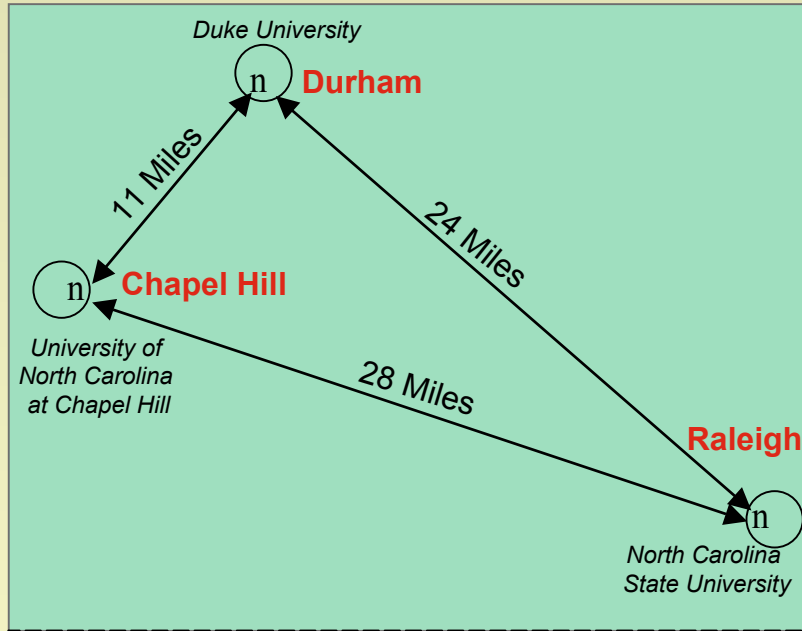 Duke University
n
Durham
11 Miles
24 Miles
n
Chapel Hill
University of
North Carolina
at Chapel Hill
28 Miles
Raleigh
n
North Carolina
State University